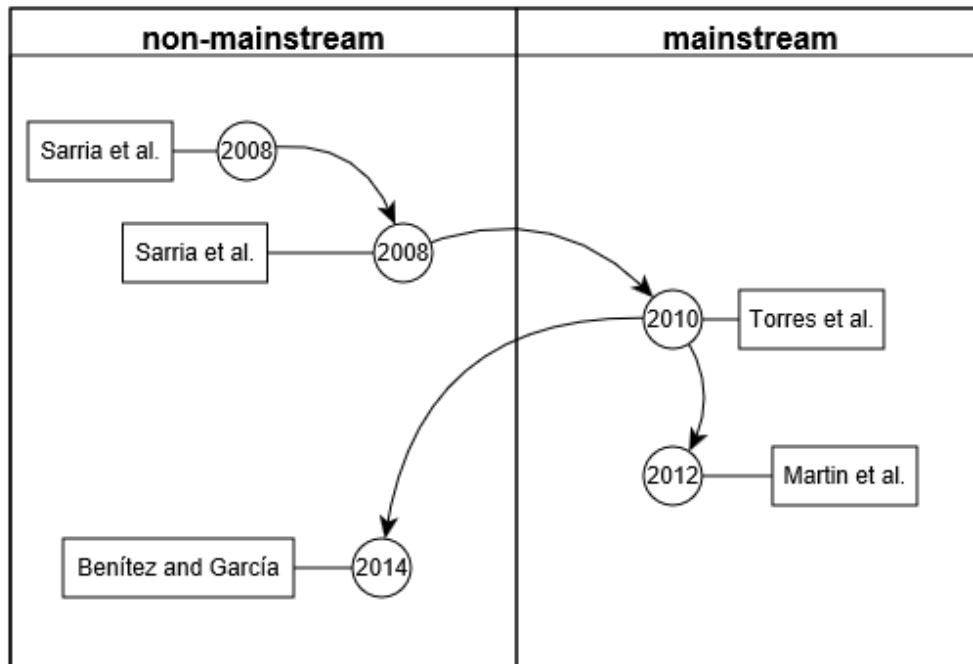 non-mainstream
mainstream
Sarria et al.
2008
Sarria et al.
2008
2010
Torres et al.
2012
Martin et al.
Benítez and García
2014